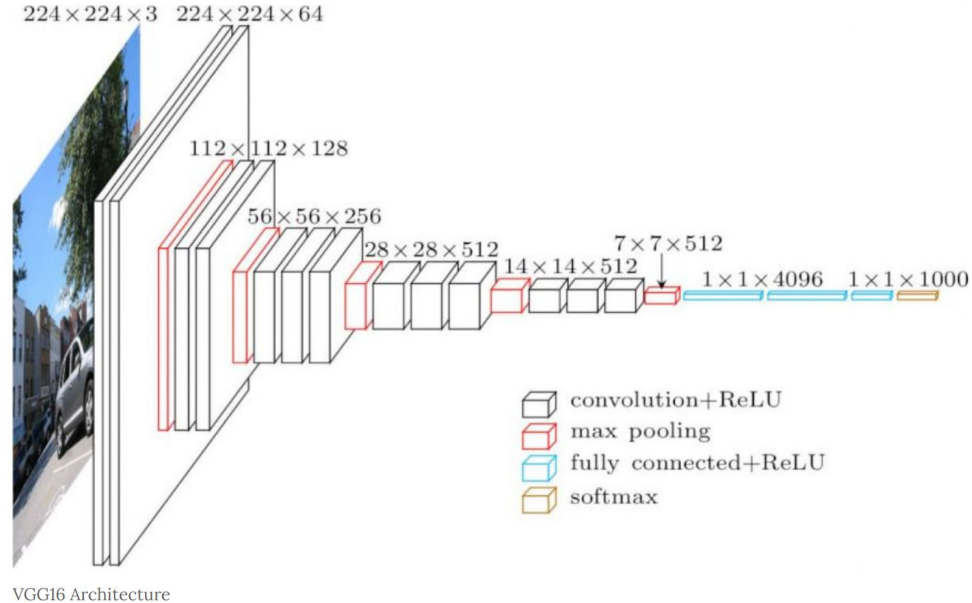 224×224×3
224×224×64
112×112×128
56×56×256
28×28×512
14×14×512
7×7×512
1×1×4096
1×1×1000
convolution+ReLU
max pooling
fully connected+ReLU
softmax
VGG16 Architecture